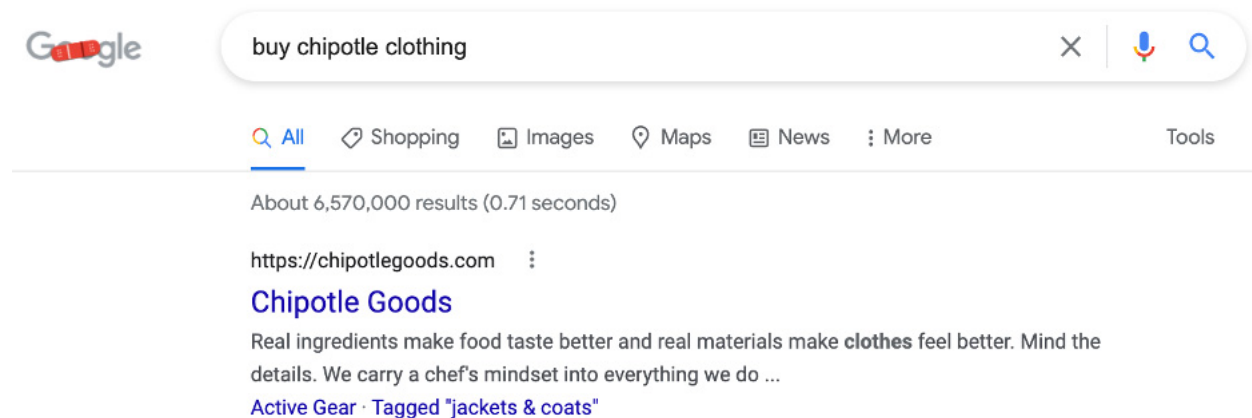 Google
buy chipotle clothing
All Shopping Images Maps News More Tools
About 6,570,000 results (0.71 seconds)
https://chipotlegoods.com
Chipotle Goods
Real ingredients make food taste better and real materials make clothes feel better. Mind the
details. We carry a chef's mindset into everything we do ...
Active Gear · Tagged "jackets & coats"